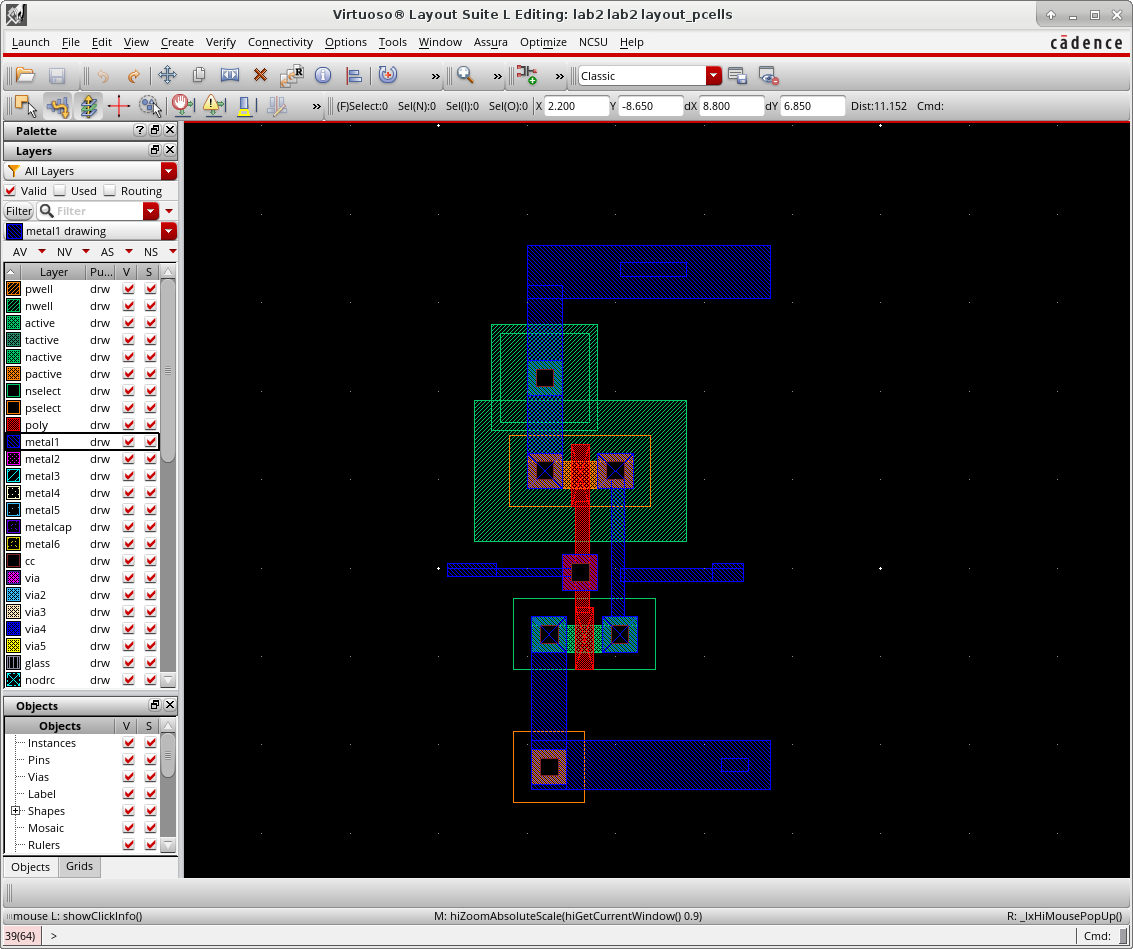 Virtuoso® Layout Suite L Editing: lab2 lab2 layout_pcells
Launch File Edit View Create Verify Connectivity Options Tools Window Assura Optimize NCSU Help
cādence
R » » » Classic
» (F)Select:0 Sel(N):0 Sel(I):0 Sel(O):0 X 2.200 Y -8.650 dX 8.800 dY 6.850 Dist:11.152 Cmd:
Palette ?
Layers
All Layers
Valid Used Routing
Filter Filter
metal1 drawing
AV NV AS NS
Layer Pu... V S
pwell drw
nwell drw
active drw
tactive drw
nactive drw
pactive drw
nselect drw
pselect drw
poly drw
metal1 drw
metal2 drw
metal3 drw
metal4 drw
metal5 drw
metalcap drw
metal6 drw
cc drw
via drw
via2 drw
via3 drw
via4 drw
via5 drw
glass drw
nodrc drw
Objects
Objects V S
Instances
Pins
Vias
Label
Shapes
Mosaic
Rulers
Objects Grids
mouse L: showClickInfo() M: hiZoomAbsoluteScale(hiGetCurrentWindow() 0.9) R: _lxHiMousePopUp()
39(64) > Cmd: